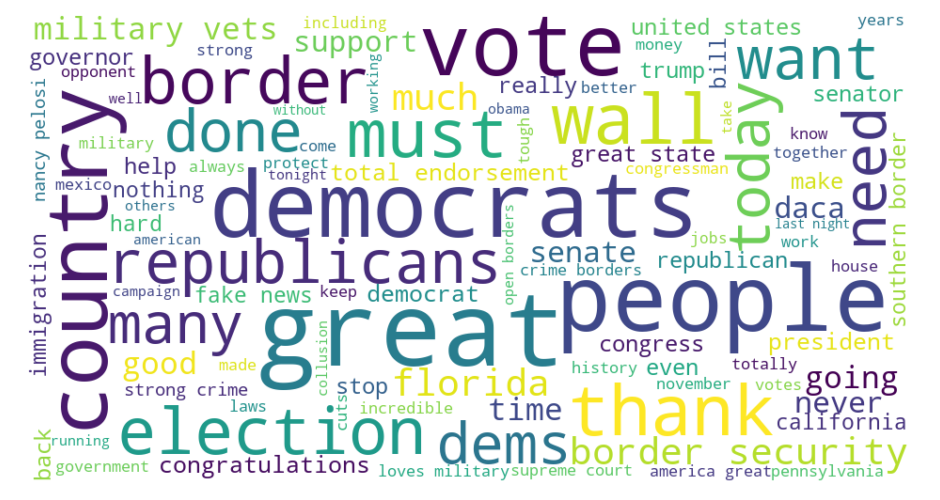 military vets
including
vote
united states
years
governor
strong
support
money
opponent
border
want
trump
bill
senator
well
really
better
much
working
done
must
wall
today
need
country
nancy pelosi
obama
take
without
come
tough
know
military
help
always
protect
tonight
great state
together
total endorsement
congressman
make
mexico
nothing
others
democrats
daca
last night
hard
american
jobs
work
southern border
republicans
senate
republican
open borders
crime borders
house
immigration
campaign
fake news
keep
democrat
people
many
great
congress
president
good
made
collusion
history
even
totally
strong crime
stop
florida
november
votes
going
laws
cuts
incredible
time
thank
never
california
election
dems
border security
back
running
government
congratulations
loves military
supreme court
america great
pennsylvania